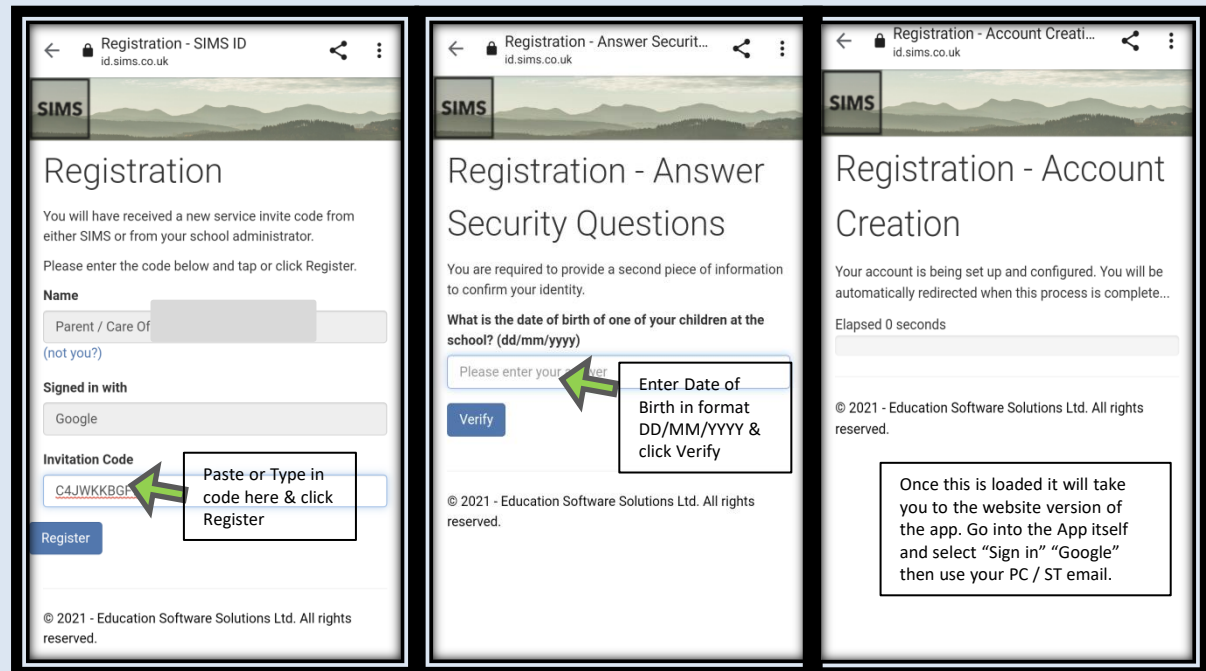 Registration - SIMS ID
id.sims.co.uk
SIMS
Registration
You will have received a new service invite code from
either SIMS or from your school administrator.
Please enter the code below and tap or click Register.
Name
Parent / Care Of
(not you?)
Signed in with
Google
Invitation Code
Paste or Type in
code here & click
Register
Register
© 2021 - Education Software Solutions Ltd. All rights
reserved.
Registration - Answer Securit...
id.sims.co.uk
SIMS
Registration - Answer
Security Questions
You are required to provide a second piece of information
to confirm your identity.
What is the date of birth of one of your children at the
school? (dd/mm/yyyy)
Please enter your
Enter Date of
Birth in format
DD/MM/YYYY &
click Verify
Verify
© 2021 - Education Software Solutions Ltd. All rights
reserved.
Registration - Account Creati...
id.sims.co.uk
SIMS
Registration - Account
Creation
Your account is being set up and configured. You will be
automatically redirected when this process is complete...
Elapsed 0 seconds
© 2021 - Education Software Solutions Ltd. All rights
reserved.
Once this is loaded it will take
you to the website version of
the app. Go into the App itself
and select “Sign in” “Google”
then use your PC / ST email.